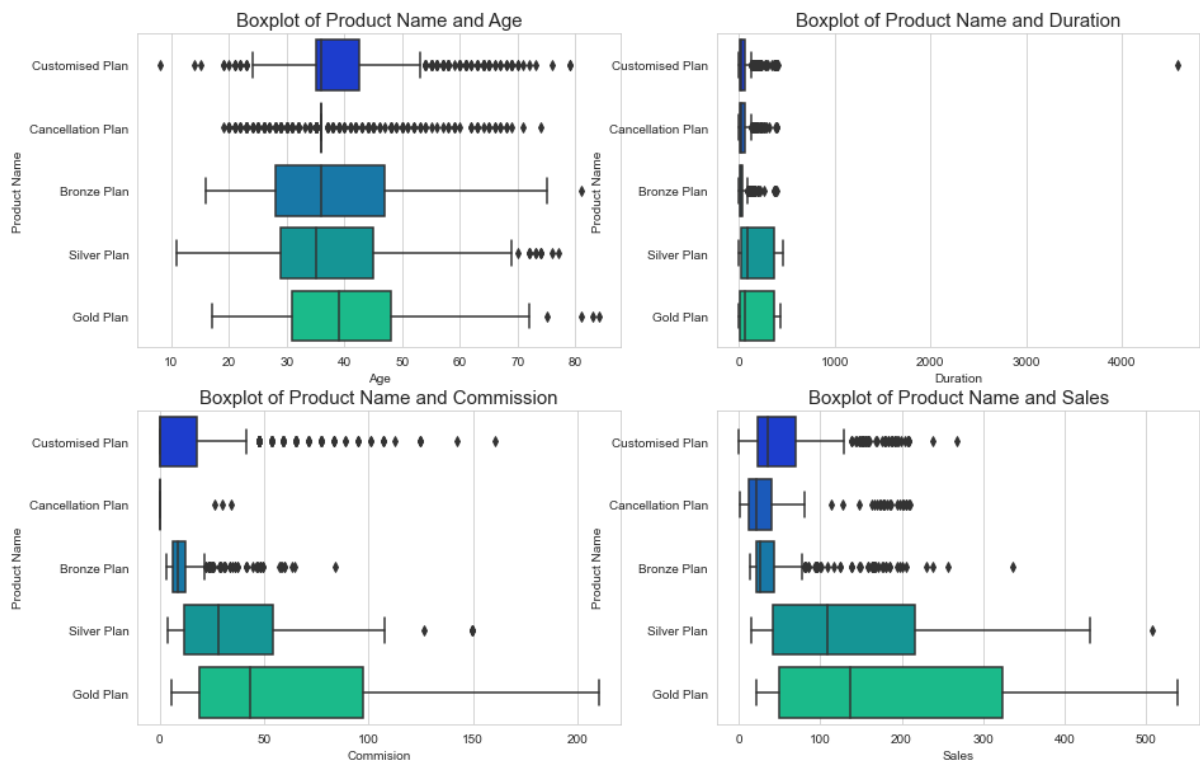 Boxplot of Product Name and Age
Product Name
Customised Plan
Cancellation Plan
Bronze Plan
Silver Plan
Gold Plan
10 20 30 40 50 60 70 80
Age
Boxplot of Product Name and Duration
Product Name
Customised Plan
Cancellation Plan
Bronze Plan
Silver Plan
Gold Plan
0 1000 2000 3000 4000
Duration
Boxplot of Product Name and Commission
Product Name
Customised Plan
Cancellation Plan
Bronze Plan
Silver Plan
Gold Plan
0 50 100 150 200
Commision
Boxplot of Product Name and Sales
Product Name
Customised Plan
Cancellation Plan
Bronze Plan
Silver Plan
Gold Plan
0 100 200 300 400 500
Sales